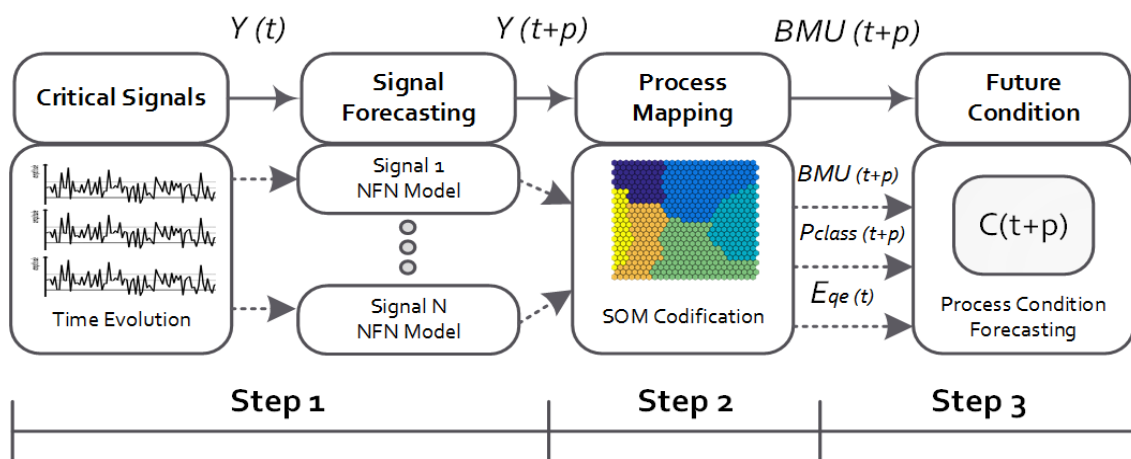 Y (t)
Y (t+p)
BMU (t+p)
Critical Signals
Signal
Forecasting
Process
Mapping
Future
Condition
Signal 1
NFN Model
Signal N
NFN Model
Time Evolution
SOM Codification
BMU (t+p)
Pclass (t+p)
Eqe (t)
C(t+p)
Process Condition
Forecasting
Step 1
Step 2
Step 3